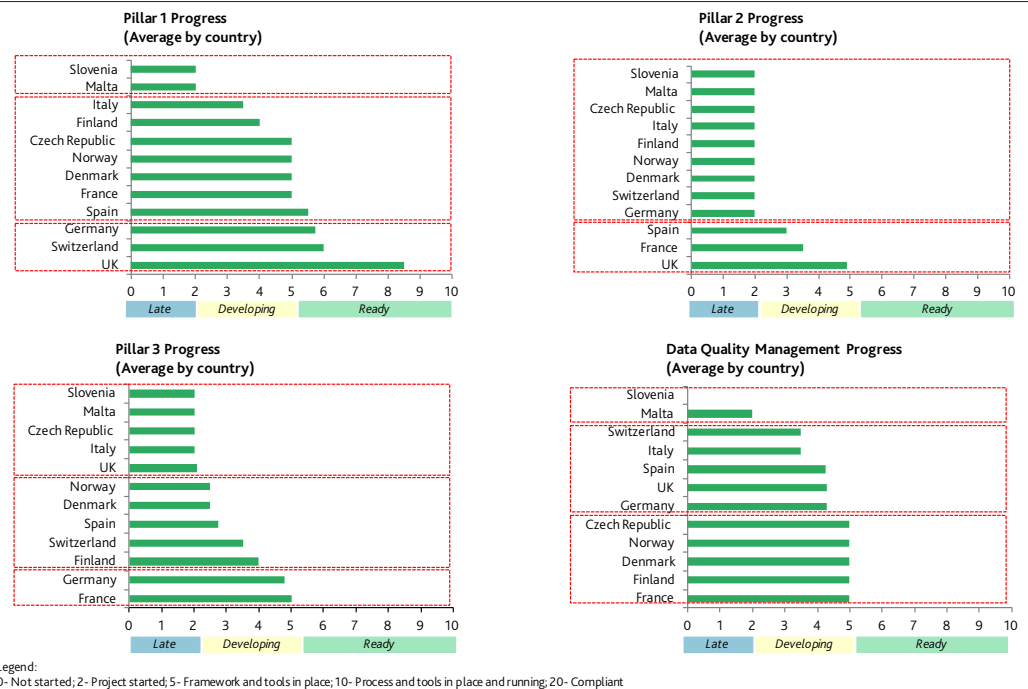 Pillar 1 Progress
(Average by country)
Slovenia
Malta
Italy
Finland
Czech Republic
Norway
Denmark
France
Spain
Germany
Switzerland
UK
0 1 2 3 4 5 6 7 8 9 10
Late Developing Ready
Pillar 2 Progress
(Average by country)
Slovenia
Malta
Czech Republic
Italy
Finland
Norway
Denmark
Switzerland
Germany
Spain
France
UK
0 1 2 3 4 5 6 7 8 9 10
Late Developing Ready
Pillar 3 Progress
(Average by country)
Slovenia
Malta
Czech Republic
Italy
UK
Norway
Denmark
Spain
Switzerland
Finland
Germany
France
0 1 2 3 4 5 6 7 8 9 10
Late Developing Ready
Data Quality Management Progress
(Average by country)
Slovenia
Malta
Switzerland
Italy
Spain
UK
Germany
Czech Republic
Norway
Denmark
Finland
France
0 1 2 3 4 5 6 7 8 9 10
Late Developing Ready
Legend:
0- Not started; 2- Project started; 5- Framework and tools in place; 10- Process and tools in place and running; 20- Compliant